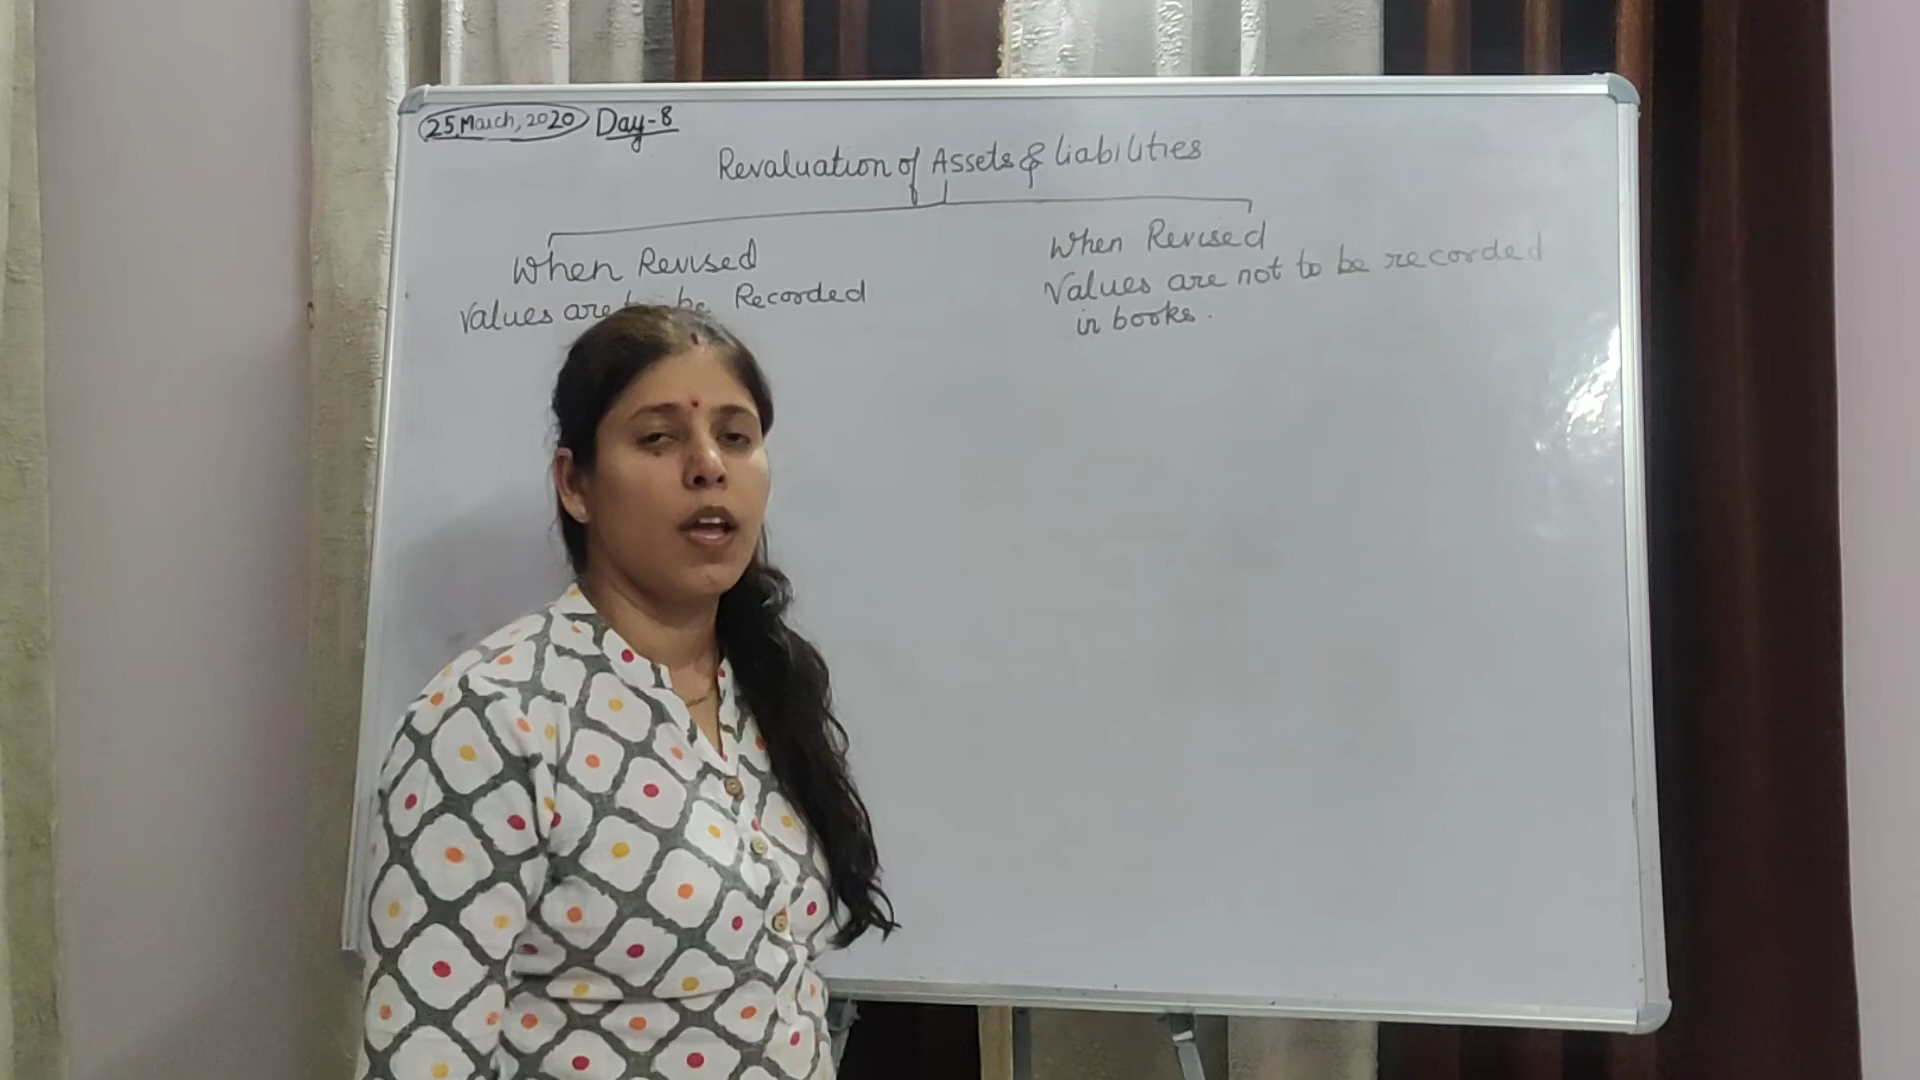 25, March, 2020 Day-8
Revaluation of Assets & liabilities
When Revised
Values are to be Recorded
When Revised
Values are not to be recorded
in books.